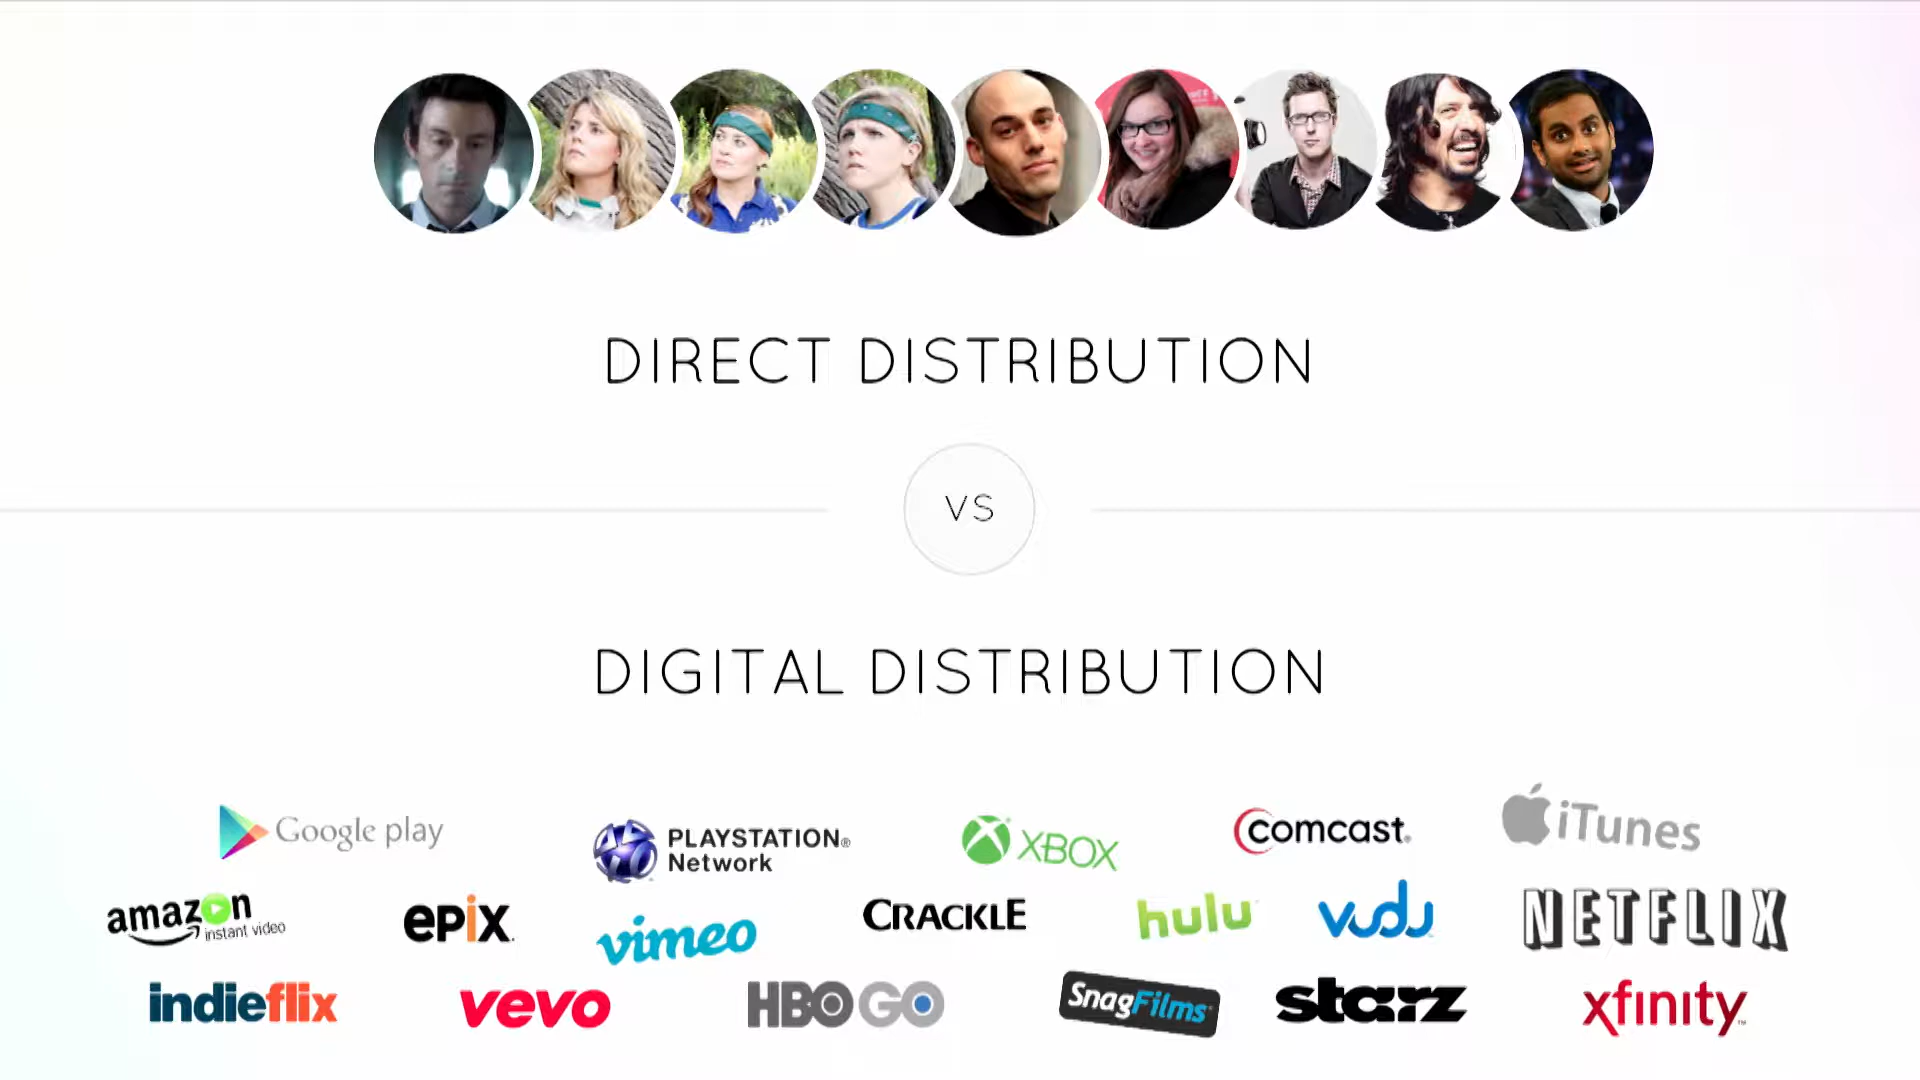 DIRECT DISTRIBUTION
VS
DIGITAL DISTRIBUTION
Google play
PLAYSTATION®
Network
XBOX
comcast.
iTunes
amazon
instant video
epix.
vimeo
CRACKLE
hulu
vudu
NETFLIX
indieflix
vevo
HBO GO
SnagFilms
starz
xfinity™